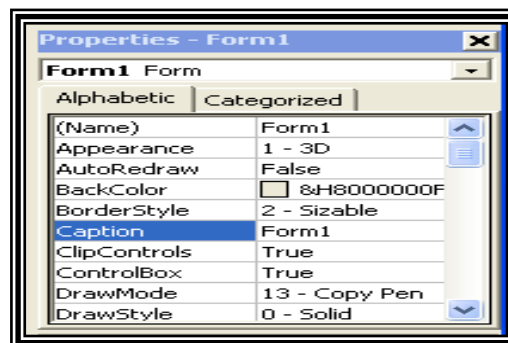 Properties - Form1
Form1 Form
Alphabetic Categorized
(Name) Form1
Appearance 1 - 3D
AutoRedraw False
BackColor &H8000000F
BorderStyle 2 - Sizable
Caption Form1
ClipControls True
ControlBox True
DrawMode 13 - Copy Pen
DrawStyle 0 - Solid